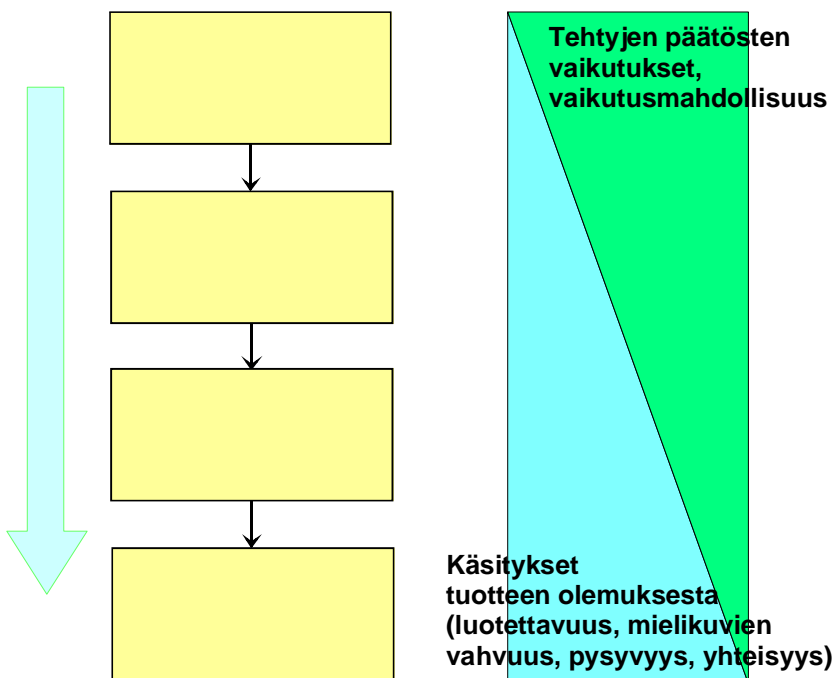 Tehtyjen päätösten
vaikutukset,
vaikutusmahdollisuus
Käsitykset
tuotteen olemuksesta
(luotettavuus, mielikuvien
vahvuus, pysyvyys, yhteisyys)